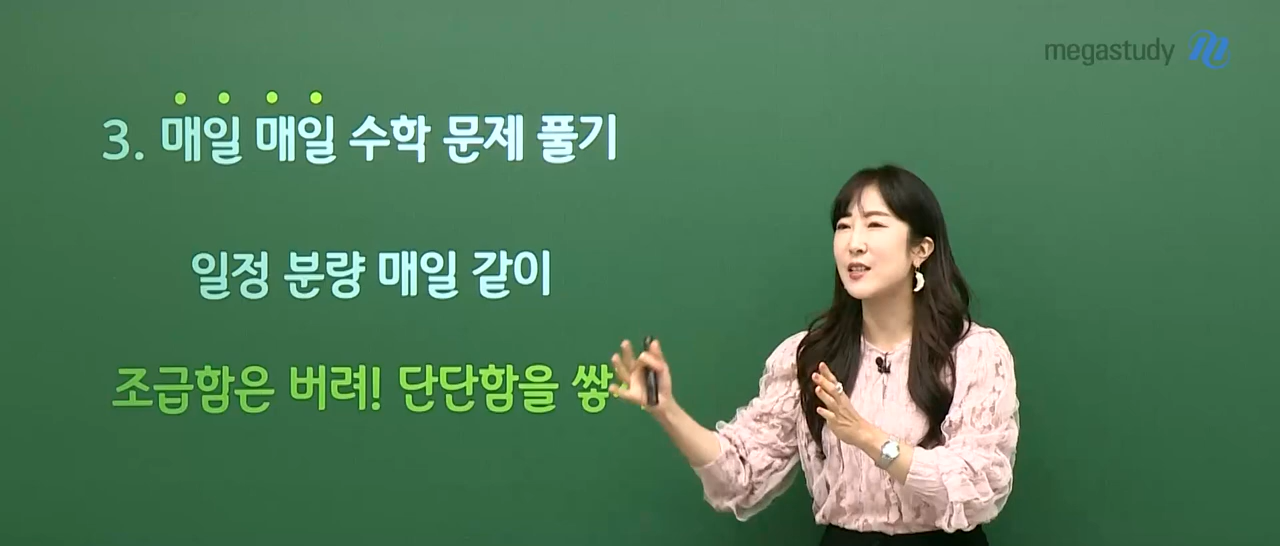 megastudy
3. 매일 매일 수학 문제 풀기
일정 분량 매일 같이
조급함은 버려! 단단함을